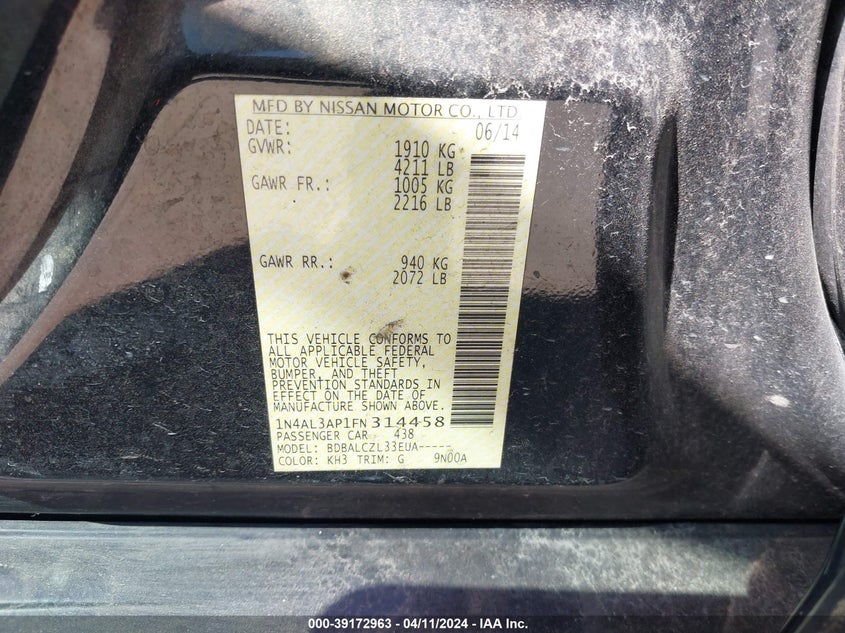 MFD BY NISSAN MOTOR CO., LTD.
DATE: 06/14
GVWR: 1910 KG
4211 LB
GAWR FR.: 1005 KG
2216 LB
GAWR RR.: 940 KG
2072 LB
THIS VEHICLE CONFORMS TO
ALL APPLICABLE FEDERAL
MOTOR VEHICLE SAFETY,
BUMPER, AND THEFT
PREVENTION STANDARDS IN
EFFECT ON THE DATE OF
MANUFACTURE SHOWN ABOVE.
1N4AL3AP1FN314458
PASSENGER CAR 438
MODEL: BDBALCZL33EUA-----
COLOR: KH3 TRIM: G 9N00A
000-39172963 - 04/11/2024 - IAA Inc.